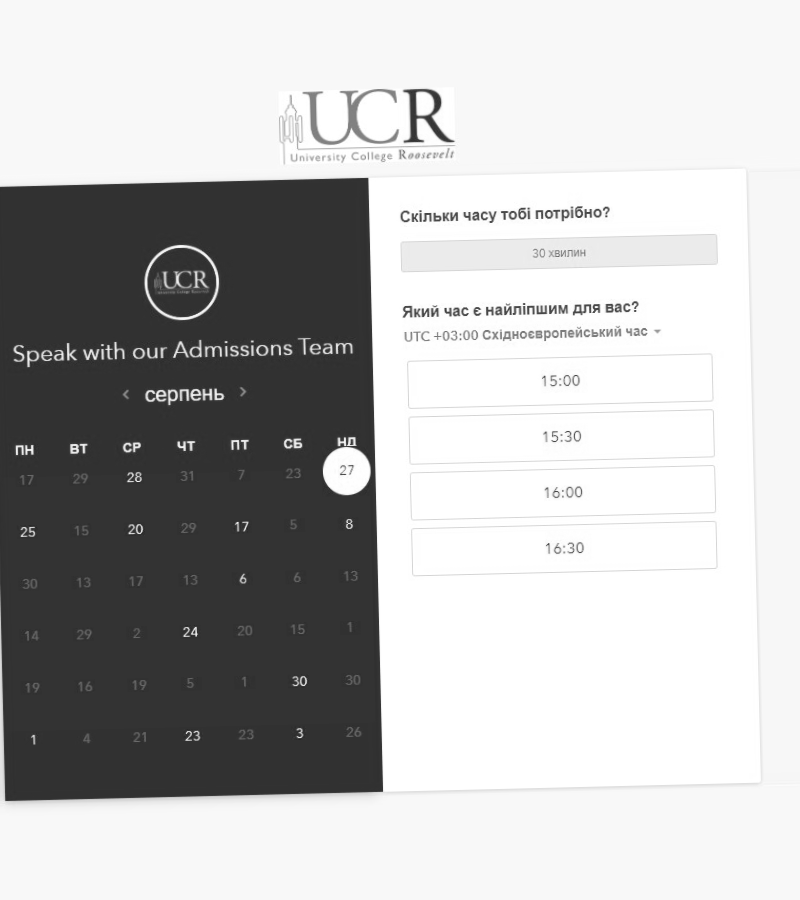 UCR
University College Roosevelt
UCR
Speak with our Admissions Team
серпень
ПН ВТ СР ЧТ ПТ СБ НД
17 29 28 31 7 23 27
25 15 20 29 17 5 8
30 13 17 13 6 6 13
14 29 2 24 20 15 1
19 16 19 5 1 30 30
1 4 21 23 23 3 26
Скільки часу тобі потрібно?
30 хвилин
Який час є найліпшим для вас?
UTC +03:00 Східноєвропейський час
15:00
15:30
16:00
16:30